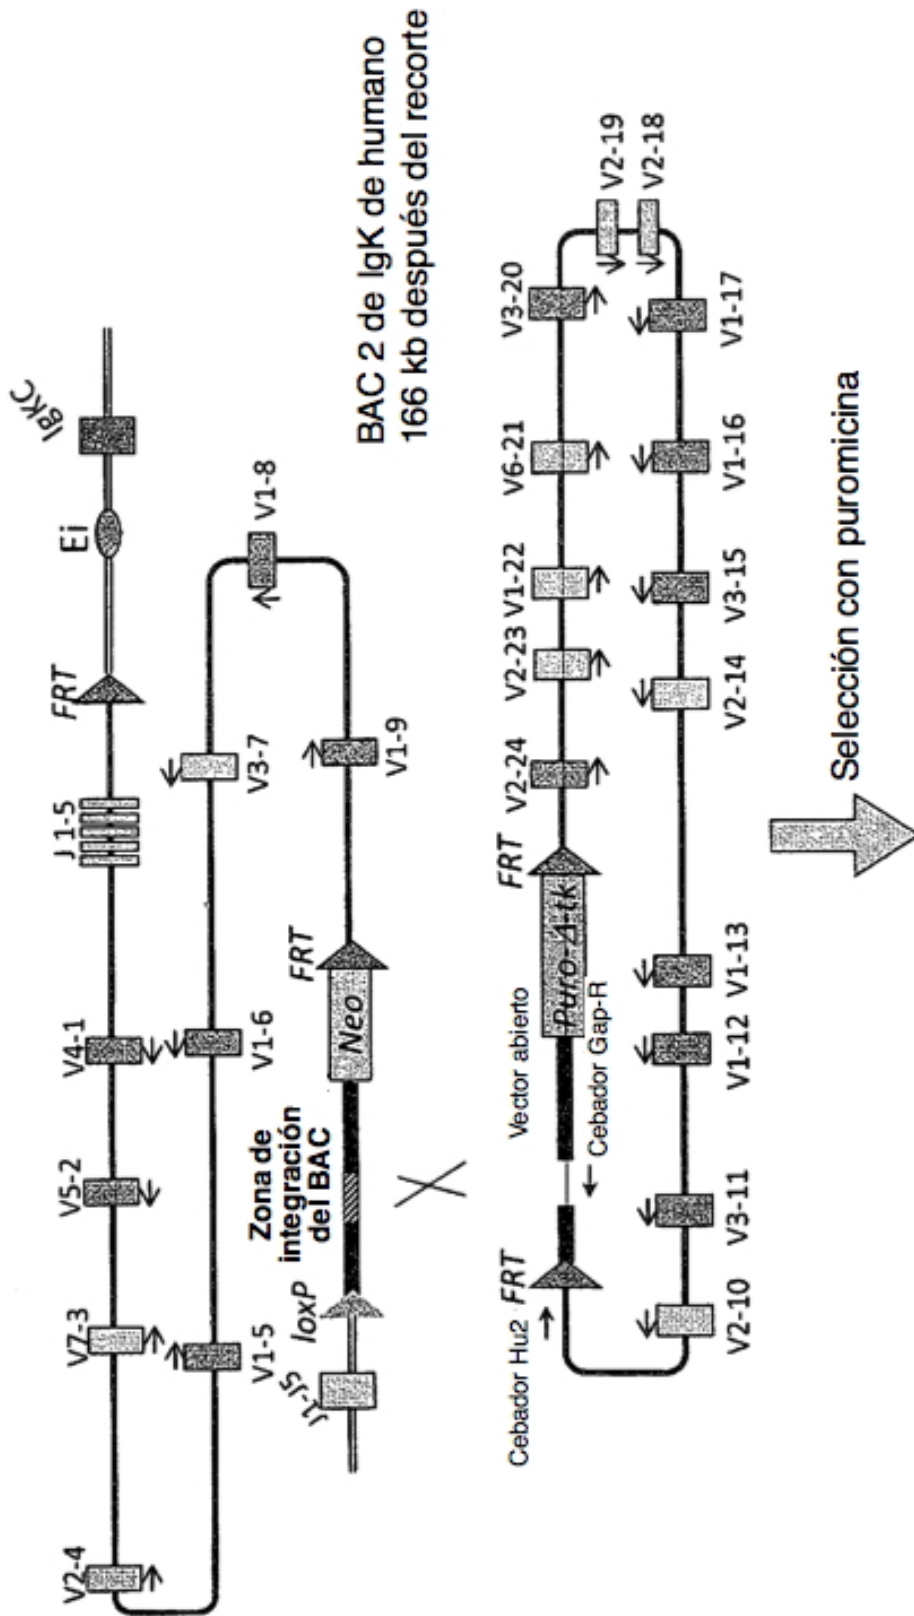 IgKC
Ei
FRT
J 1-5
V4-1
V5-2
V7-3
V2-4
V3-7
V1-8
V1-6
V1-5
V1-9
FRT
Neo
Zona de
integración
del BAC
loxP
J1-J5
BAC 2 de IgK de humano
166 kb después del recorte
V3-20
V2-19
V2-18
V6-21
V1-22
V2-23
V2-24
FRT
Puro-Δ-tk
Vector abierto
Cebador Gap-R
FRT
Cebador Hu2
V1-17
V1-16
V3-15
V2-14
V1-13
V1-12
V3-11
V2-10
Selección con puromicina